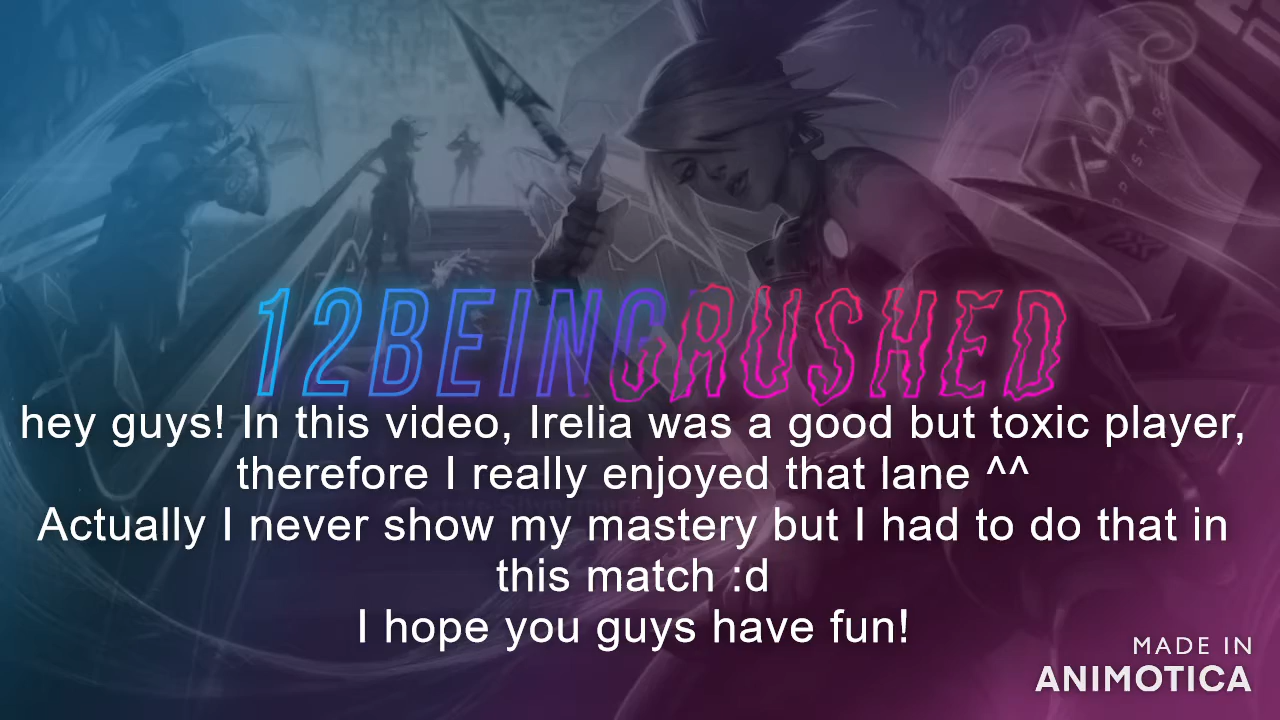 12BEINGRUSHED
hey guys! In this video, Irelia was a good but toxic player,
therefore I really enjoyed that lane ^^
Actually I never show my mastery but I had to do that in
this match :d
I hope you guys have fun!
MADE IN
ANIMOTICA